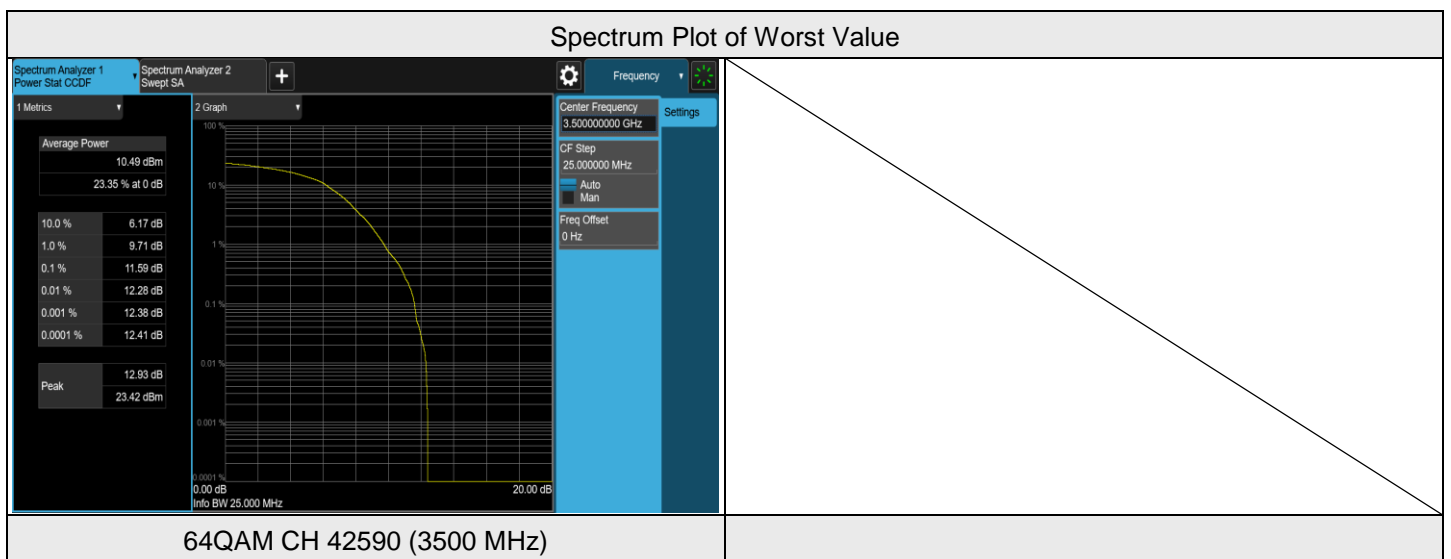 Spectrum Plot of Worst Value
Spectrum Analyzer 1
Power Stat CCDF
Spectrum Analyzer 2
Swept SA
+
Frequency
1 Metrics
2 Graph
Average Power
10.49 dBm
23.35 % at 0 dB
10.0 % 6.17 dB
1.0 % 9.71 dB
0.1 % 11.59 dB
0.01 % 12.28 dB
0.001 % 12.38 dB
0.0001 % 12.41 dB
Peak
12.93 dB
23.42 dBm
100 %
10 %
1 %
0.1 %
0.01 %
0.001 %
0.0001 %
0.00 dB 20.00 dB
Info BW 25.000 MHz
Center Frequency
3.500000000 GHz
Settings
CF Step
25.000000 MHz
Auto
Man
Freq Offset
0 Hz
64QAM CH 42590 (3500 MHz)